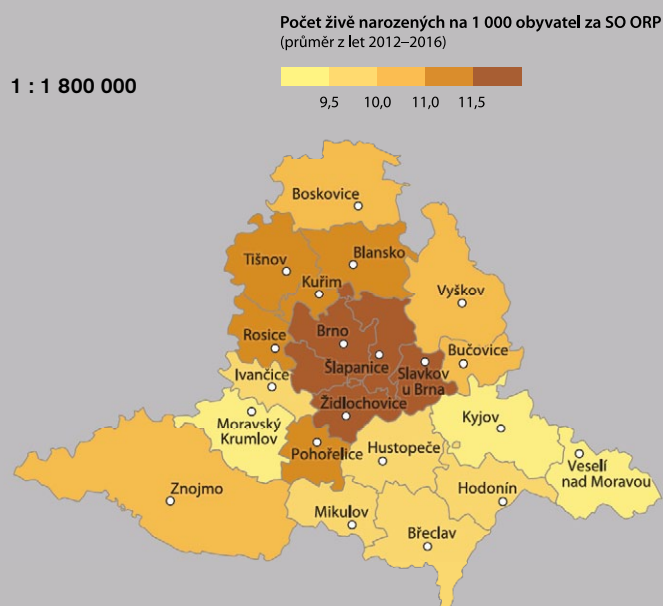 Počet živě narozených na 1 000 obyvatel za SO ORP
(průměr z let 2012–2016)
1 : 1 800 000
9,5 10,0 11,0 11,5
Boskovice
Tišnov
Blansko
Kuřim
Vyškov
Brno
Rosice
Šlapanice
Bučovice
Slavkov
u Brna
Ivančice
Židlochovice
Moravský
Krumlov
Kyjov
Pohořelice
Hustopeče
Veselí
nad Moravou
Znojmo
Hodonín
Mikulov
Břeclav